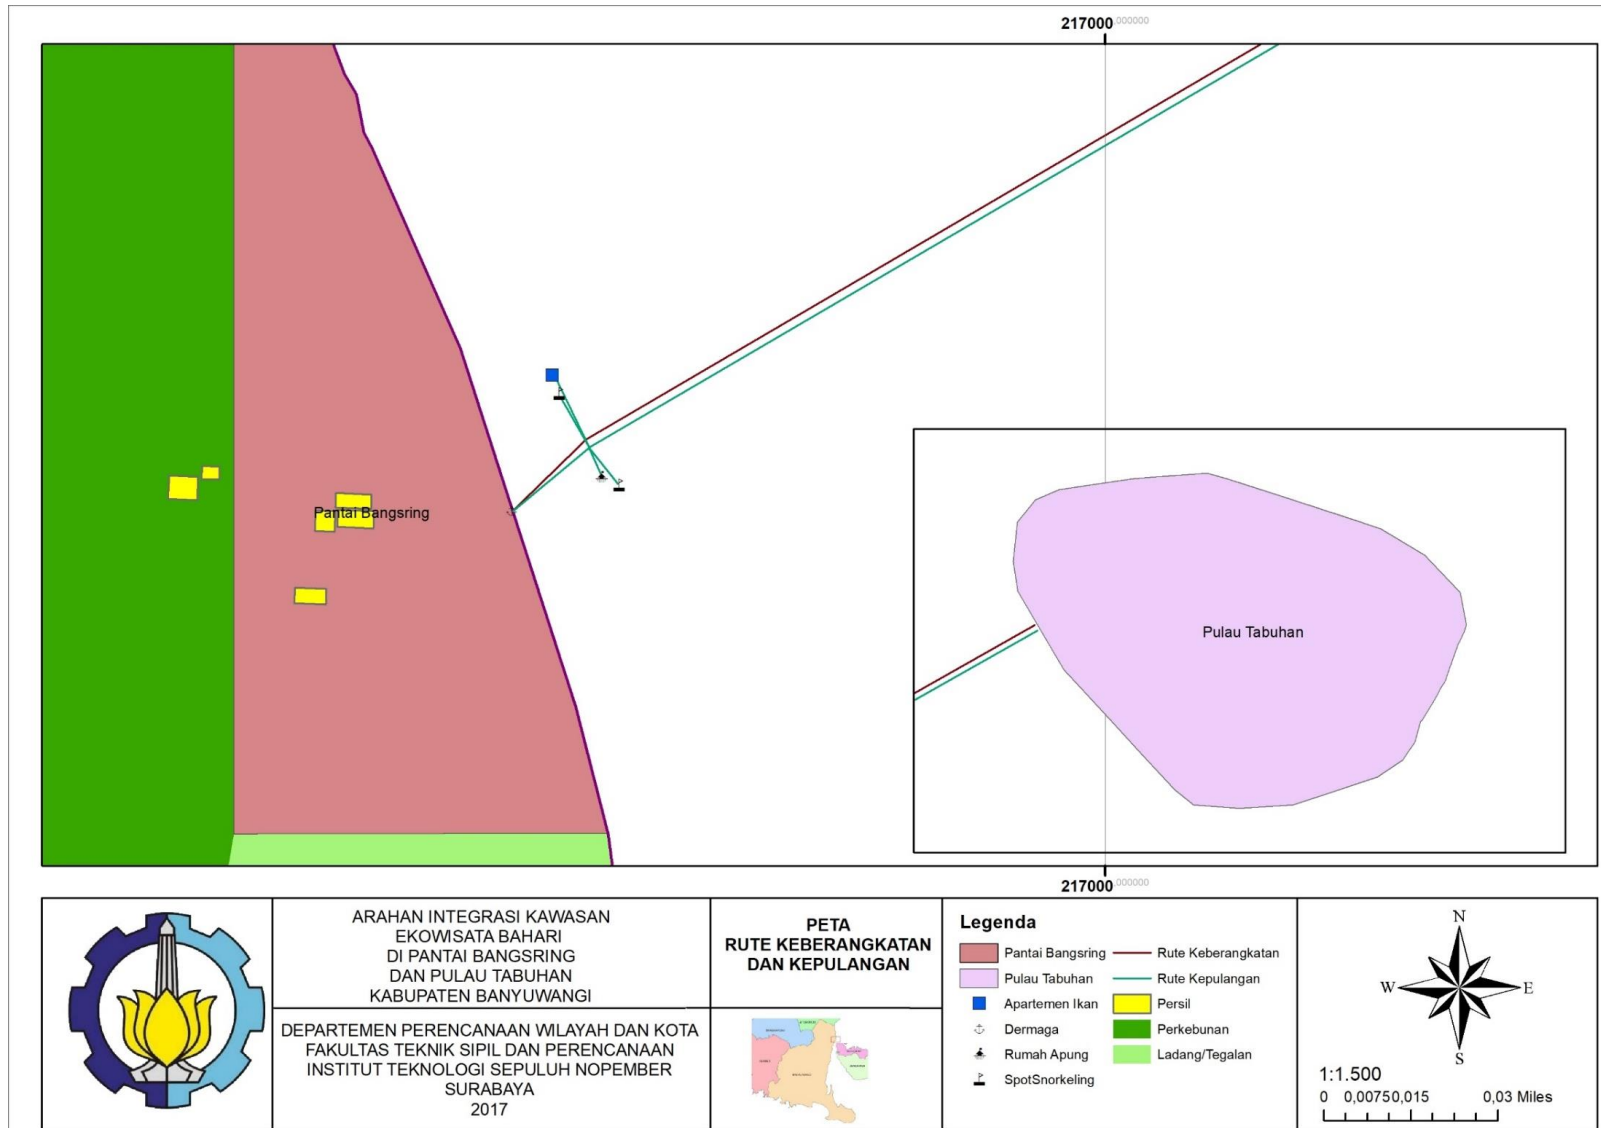 217000.000000
Pantai Bangsring
Pulau Tabuhan
217000.000000
ARAHAN INTEGRASI KAWASAN
EKOWISATA BAHARI
DI PANTAI BANGSRING
DAN PULAU TABUHAN
KABUPATEN BANYUWANGI
DEPARTEMEN PERENCANAAN WILAYAH DAN KOTA
FAKULTAS TEKNIK SIPIL DAN PERENCANAAN
INSTITUT TEKNOLOGI SEPULUH NOPEMBER
SURABAYA
2017
PETA
RUTE KEBERANGKATAN
DAN KEPULANGAN
Legenda
Pantai Bangsring
Pulau Tabuhan
Apartemen Ikan
Dermaga
Rumah Apung
SpotSnorkeling
Rute Keberangkatan
Rute Kepulangan
Persil
Perkebunan
Ladang/Tegalan
N
W E
S
1:1.500
0 0,00750,015 0,03 Miles